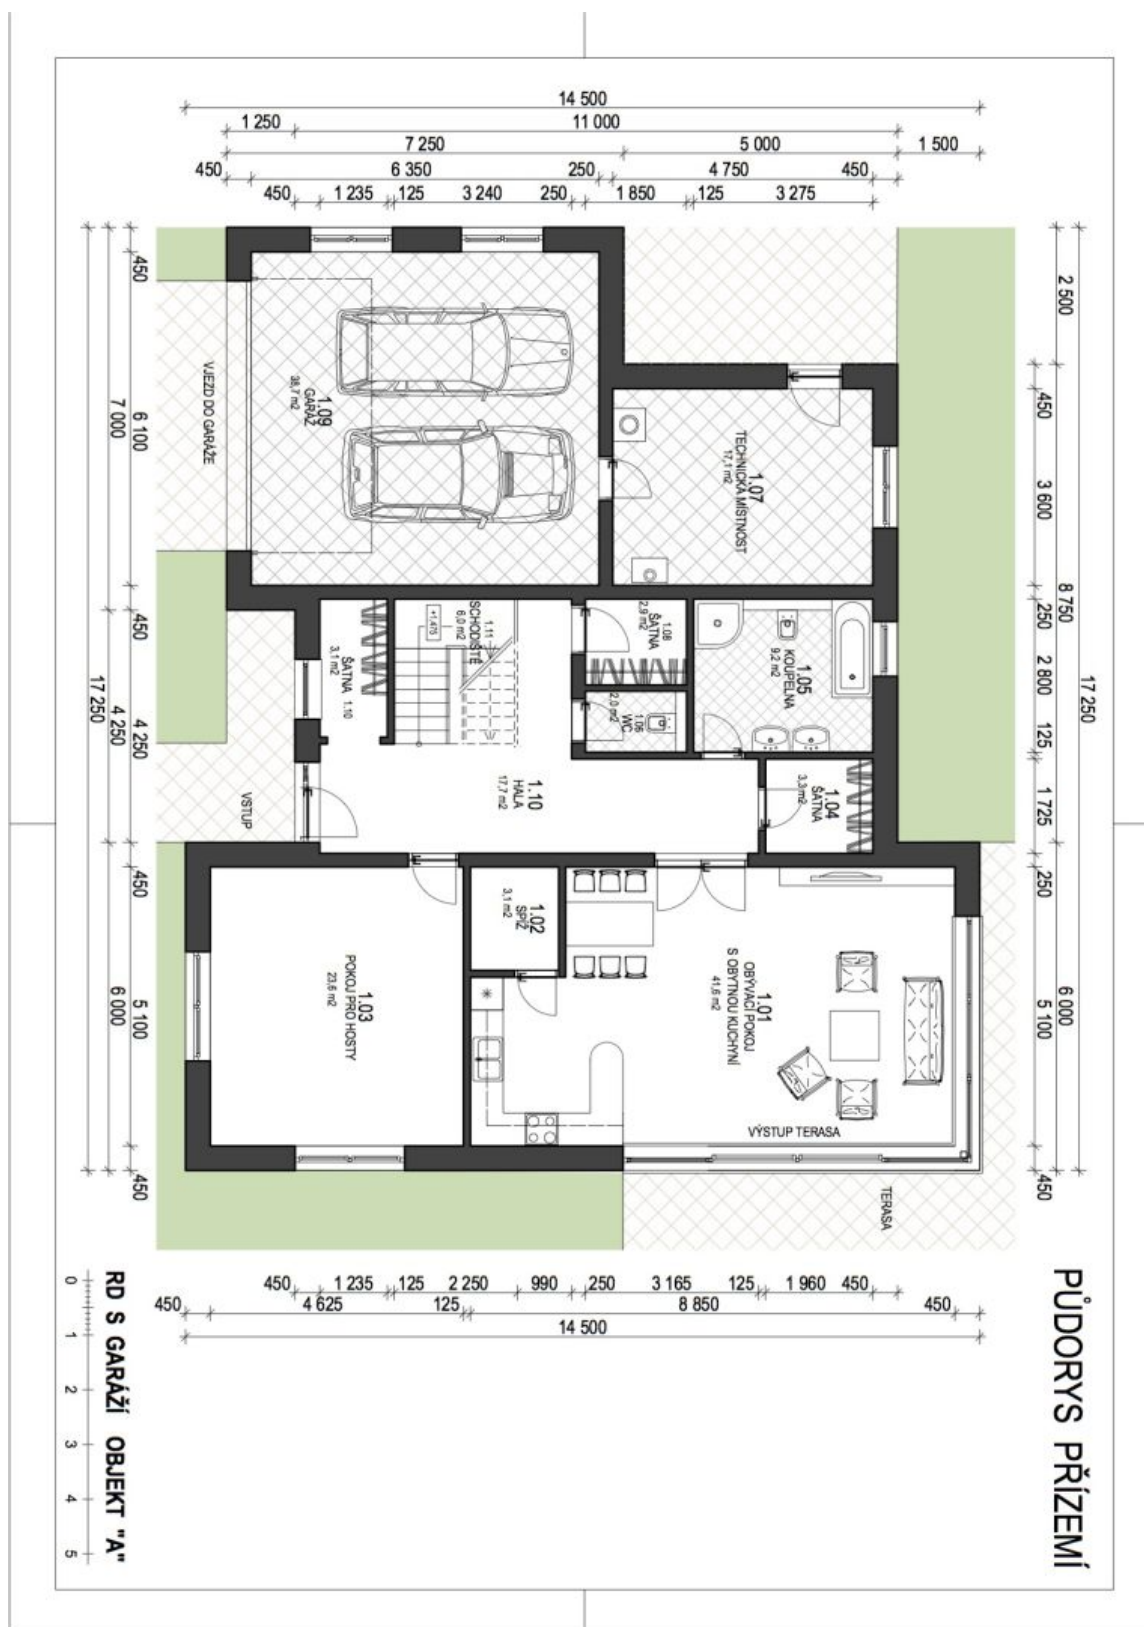 14 500
1 250
11 000
7 250
5 000
1 500
450
6 350
250
4 750
450
450
1 235
125
3 240
250
1 850
125
3 275
450
6 100
7 000
450
4 250
4 250
17 250
450
5 100
6 000
450
2 500
450
3 600
8 750
250
2 800
125
1 725
17 250
250
5 100
6 000
450
VJEZD DO GARÁŽE
1.09
GARÁŽ
38,7 m2
1.07
TECHNICKÁ MÍSTNOST
17,1 m2
1.11
SCHODIŠTĚ
6,0 m2
+1,475
ŠATNA 1.10
3,1 m2
1.08
ŠATNA
2,9 m2
1.06
WC
2,0 m2
1.05
KOUPELNA
9,2 m2
1.04
ŠATNA
3,3 m2
1.10
HALA
17,7 m2
VSTUP
1.03
POKOJ PRO HOSTY
23,6 m2
1.02
SPÍŽ
3,1 m2
1.01
OBÝVACÍ POKOJ
S OBYTNOU KUCHYNÍ
41,6 m2
VÝSTUP TERASA
TERASA
450
1 235
125
2 250
990
250
3 165
125
1 960
450
450
4 625
125
8 850
450
14 500
PŮDORYS PŘÍZEMÍ
RD S GARÁŽÍ OBJEKT "A"
0 1 2 3 4 5